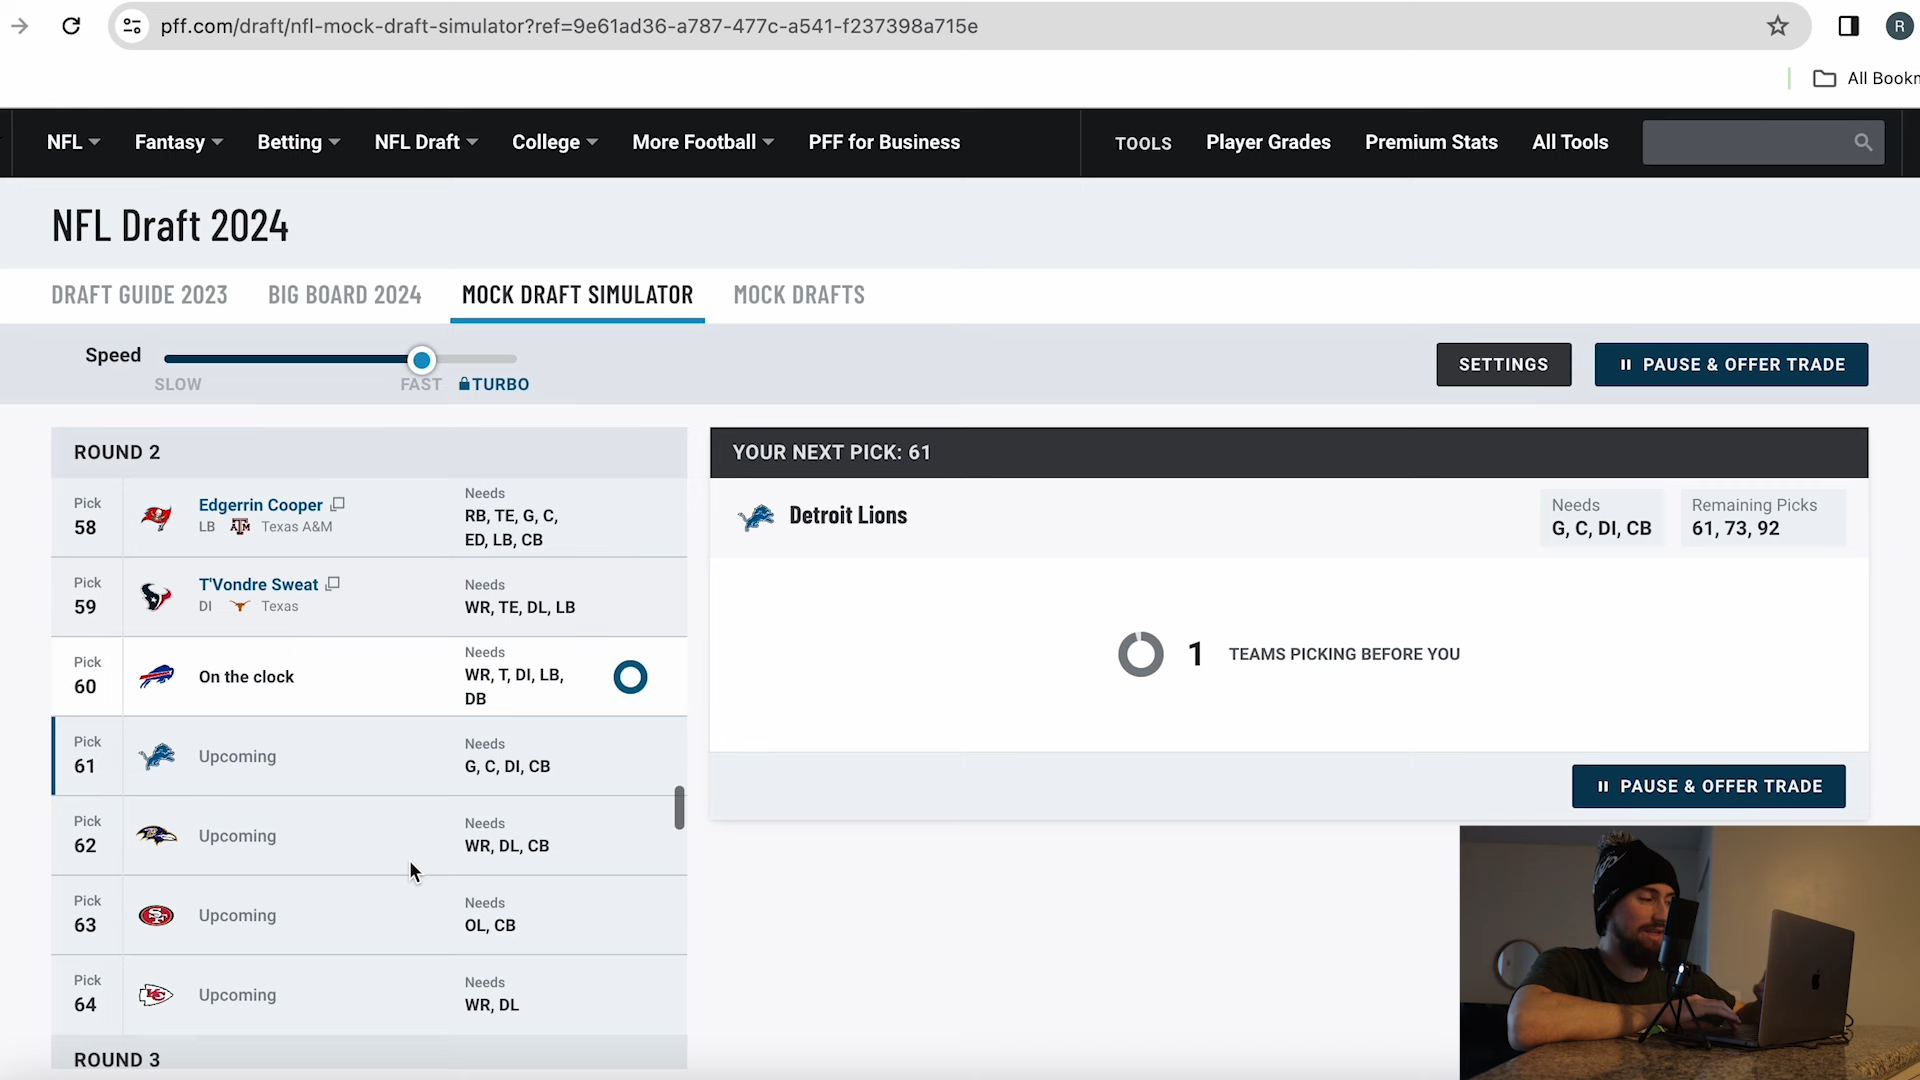 pff.com/draft/nfl-mock-draft-simulator?ref=9e61ad36-a787-477c-a541-f237398a715e
R
All Bookm
NFL Fantasy Betting NFL Draft College More Football PFF for Business TOOLS Player Grades Premium Stats All Tools
NFL Draft 2024
DRAFT GUIDE 2023 BIG BOARD 2024 MOCK DRAFT SIMULATOR MOCK DRAFTS
Speed
SLOW FAST TURBO
SETTINGS PAUSE & OFFER TRADE
ROUND 2
Pick
58
Edgerrin Cooper
LB Texas A&M
Needs
RB, TE, G, C,
ED, LB, CB
Pick
59
T'Vondre Sweat
DI Texas
Needs
WR, TE, DL, LB
Pick
60
On the clock
Needs
WR, T, DI, LB,
DB
Pick
61
Upcoming
Needs
G, C, DI, CB
Pick
62
Upcoming
Needs
WR, DL, CB
Pick
63
Upcoming
Needs
OL, CB
Pick
64
Upcoming
Needs
WR, DL
ROUND 3
YOUR NEXT PICK: 61
Detroit Lions
Needs
G, C, DI, CB
Remaining Picks
61, 73, 92
1 TEAMS PICKING BEFORE YOU
PAUSE & OFFER TRADE